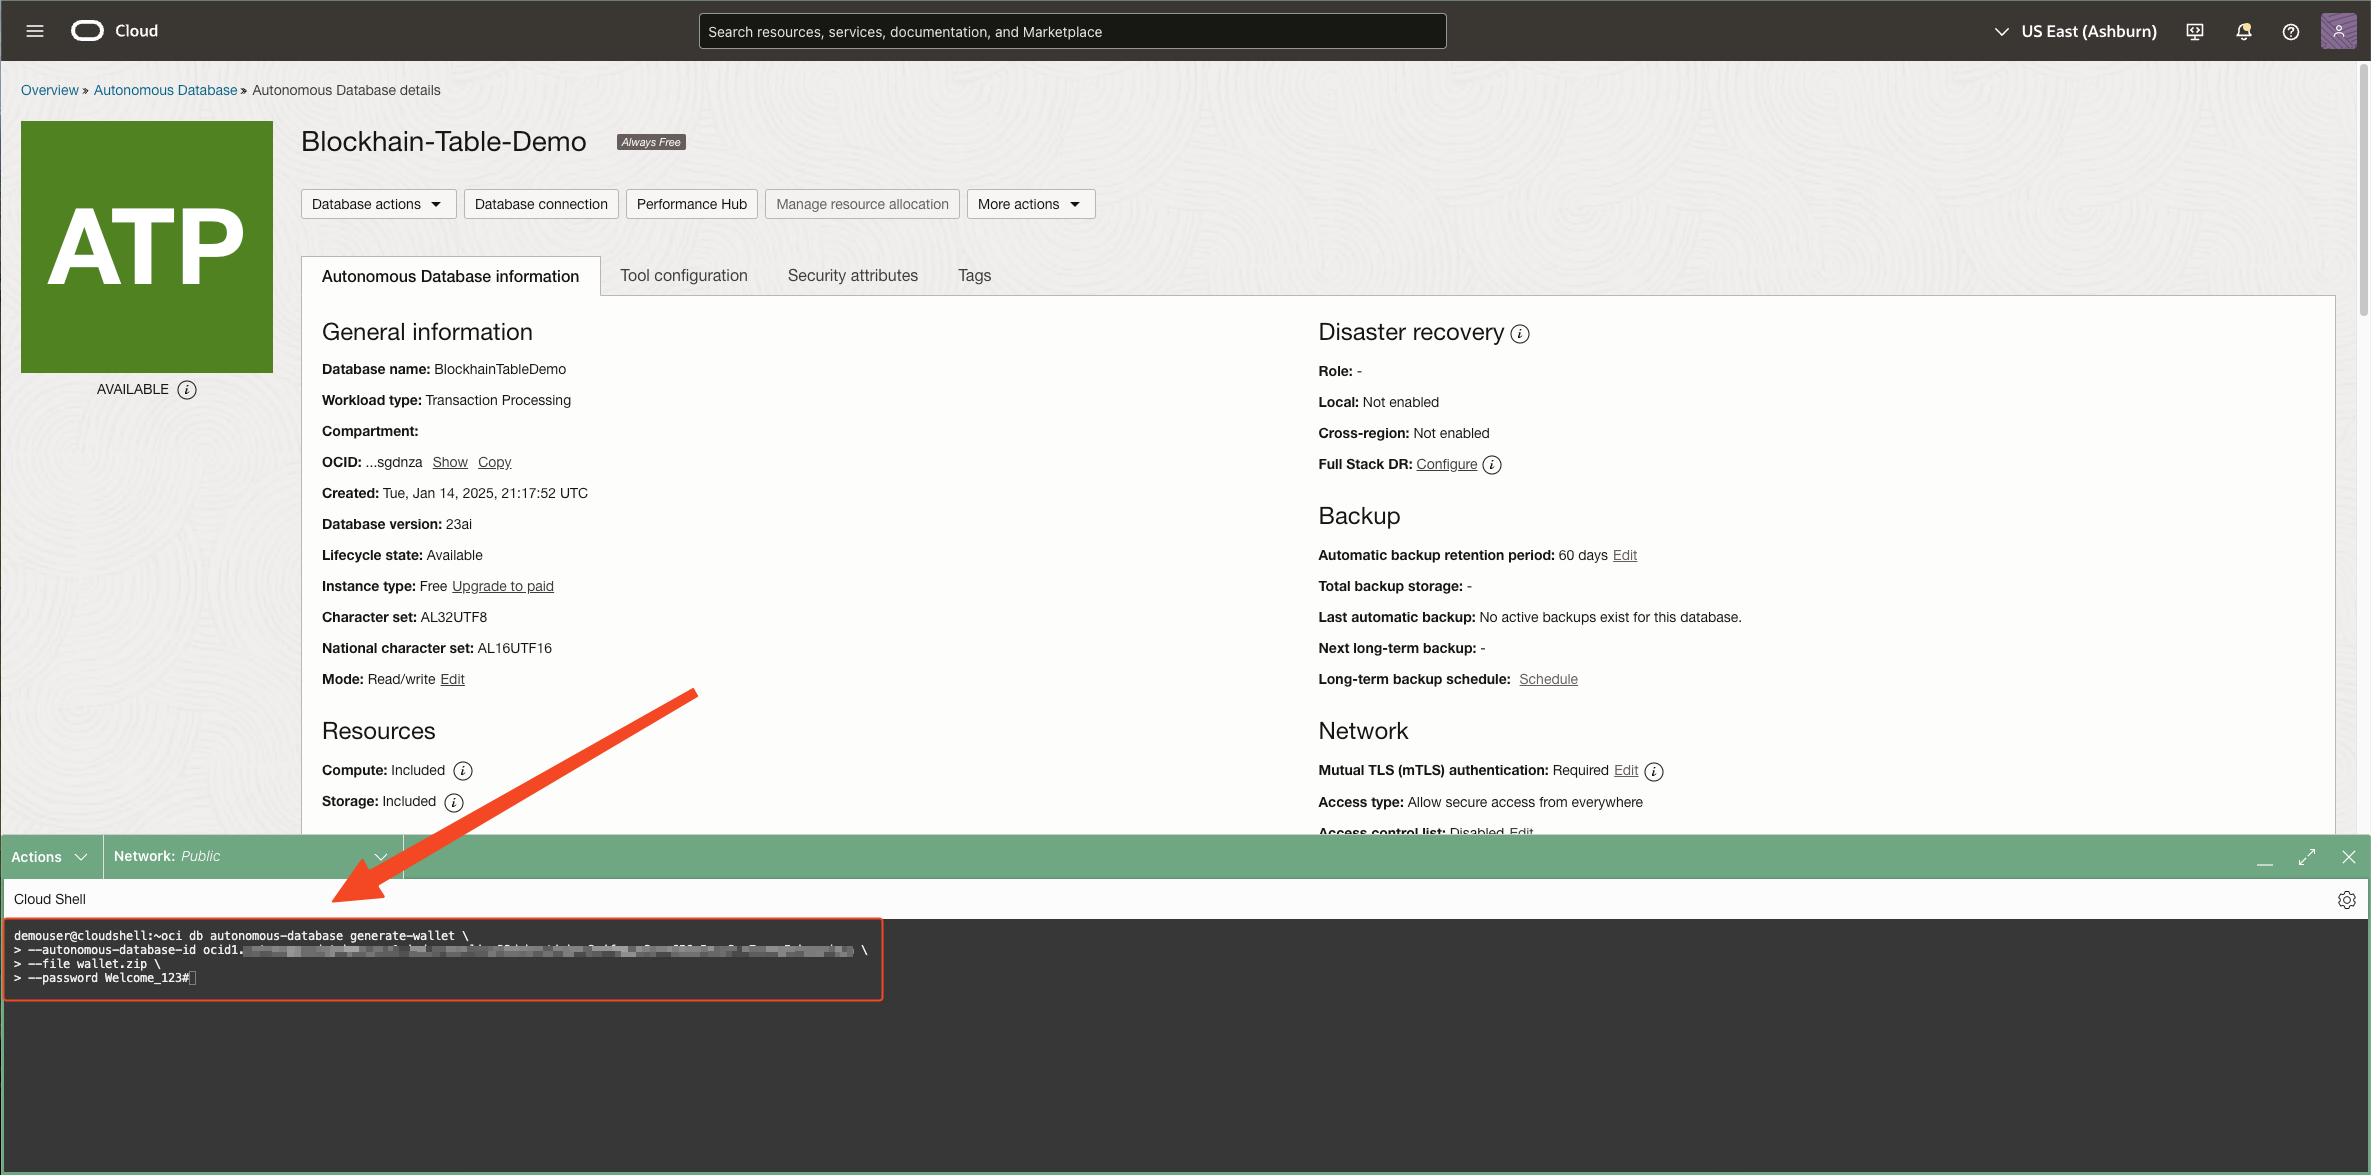 Cloud
Search resources, services, documentation, and Marketplace
US East (Ashburn)
Overview » Autonomous Database » Autonomous Database details
ATP
AVAILABLE
Blockhain-Table-Demo
Always Free
Database actions
Database connection
Performance Hub
Manage resource allocation
More actions
Autonomous Database information
Tool configuration
Security attributes
Tags
General information
Database name: BlockhainTableDemo
Workload type: Transaction Processing
Compartment:
OCID: ...sgdnza Show Copy
Created: Tue, Jan 14, 2025, 21:17:52 UTC
Database version: 23ai
Lifecycle state: Available
Instance type: Free Upgrade to paid
Character set: AL32UTF8
National character set: AL16UTF16
Mode: Read/write Edit
Resources
Compute: Included
Storage: Included
Disaster recovery
Role: -
Local: Not enabled
Cross-region: Not enabled
Full Stack DR: Configure
Backup
Automatic backup retention period: 60 days Edit
Total backup storage: -
Last automatic backup: No active backups exist for this database.
Next long-term backup: -
Long-term backup schedule: Schedule
Network
Mutual TLS (mTLS) authentication: Required Edit
Access type: Allow secure access from everywhere
Access control list: Disabled Edit
Actions
Network: Public
Cloud Shell
demouser@cloudshell:~oci db autonomous-database generate-wallet \
> --autonomous-database-id ocid1. \
> --file wallet.zip \
> --password Welcome_123#